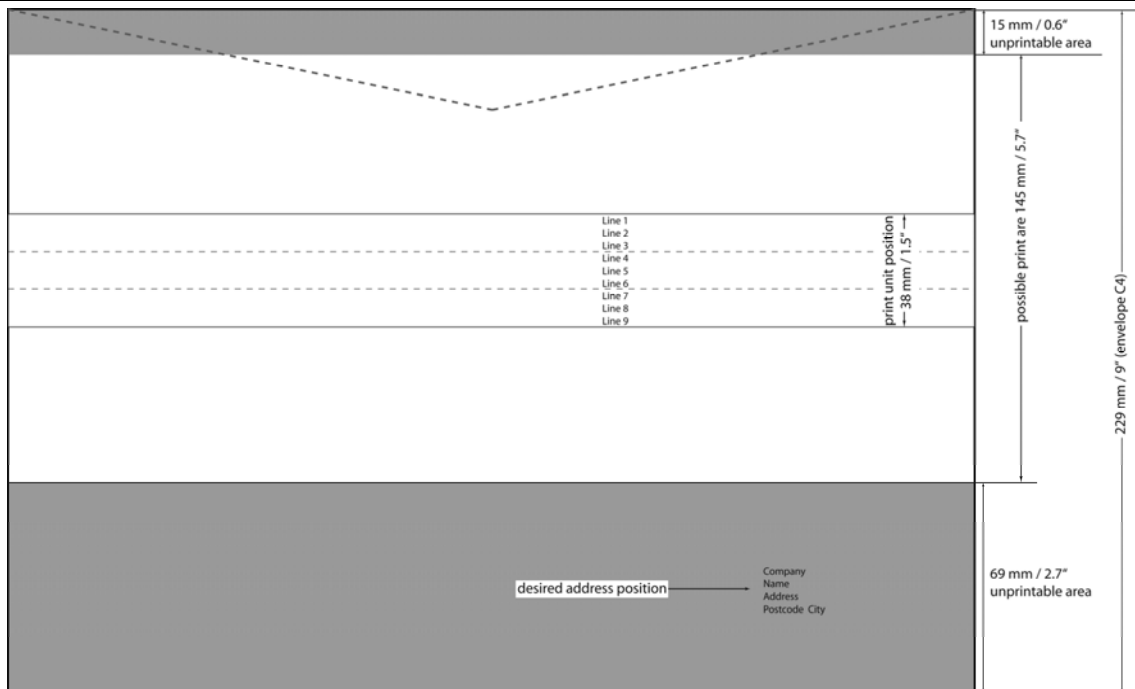 15 mm / 0.6"
unprintable area
possible print are 145 mm / 5.7"
229 mm / 9" (envelope C4)
Line 1
Line 2
Line 3
Line 4
Line 5
Line 6
Line 7
Line 8
Line 9
print unit position
38 mm / 1.5"
desired address position
Company
Name
Address
Postcode City
69 mm / 2.7"
unprintable area